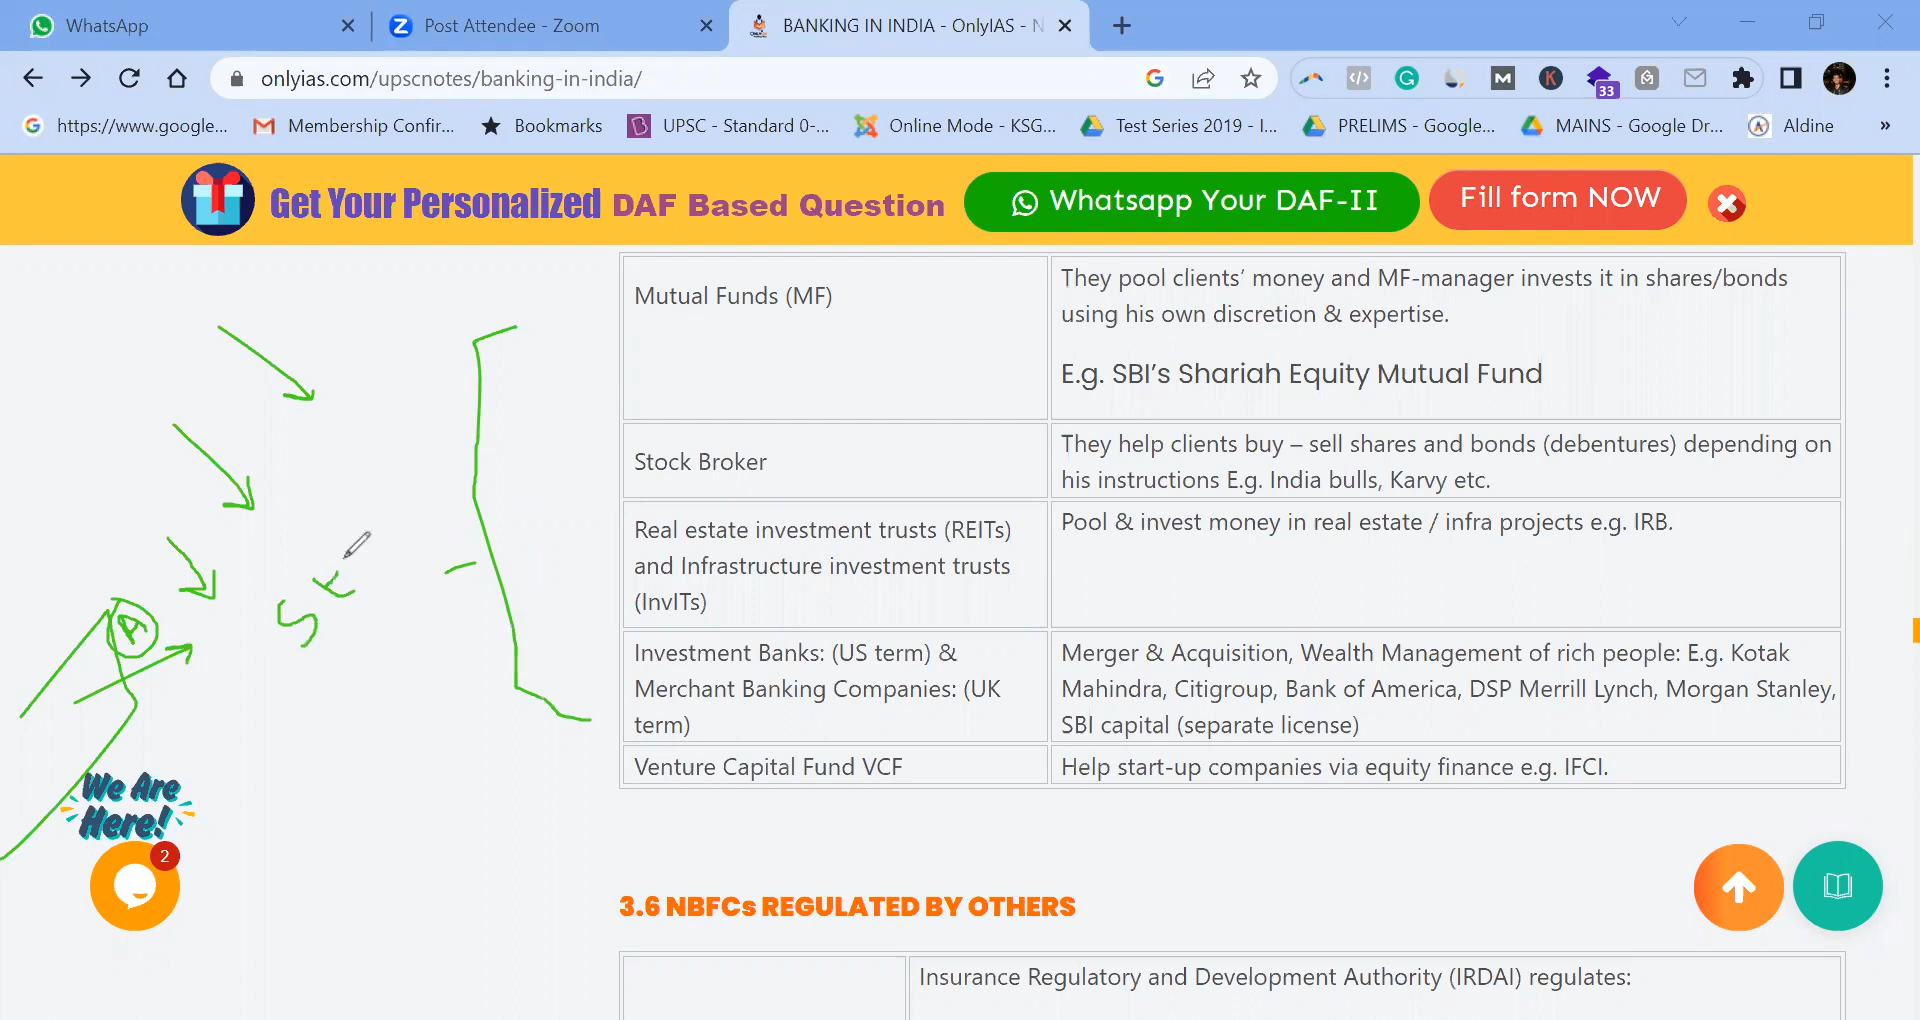 WhatsApp
Post Attendee - Zoom
BANKING IN INDIA - OnlyIAS - N
onlyias.com/upscnotes/banking-in-india/
33
https://www.google...
Membership Confir...
Bookmarks
UPSC - Standard 0-...
Online Mode - KSG...
Test Series 2019 - I...
PRELIMS - Google...
MAINS - Google Dr...
Aldine
»
Get Your Personalized DAF Based Question
Whatsapp Your DAF-II
Fill form NOW
Mutual Funds (MF)
They pool clients’ money and MF-manager invests it in shares/bonds
using his own discretion & expertise.
E.g. SBI’s Shariah Equity Mutual Fund
Stock Broker
They help clients buy – sell shares and bonds (debentures) depending on
his instructions E.g. India bulls, Karvy etc.
Real estate investment trusts (REITs)
and Infrastructure investment trusts
(InvITs)
Pool & invest money in real estate / infra projects e.g. IRB.
Investment Banks: (US term) &
Merchant Banking Companies: (UK
term)
Merger & Acquisition, Wealth Management of rich people: E.g. Kotak
Mahindra, Citigroup, Bank of America, DSP Merrill Lynch, Morgan Stanley,
SBI capital (separate license)
Venture Capital Fund VCF
Help start-up companies via equity finance e.g. IFCI.
A
We Are
Here!
2
3.6 NBFCs REGULATED BY OTHERS
Insurance Regulatory and Development Authority (IRDAI) regulates: